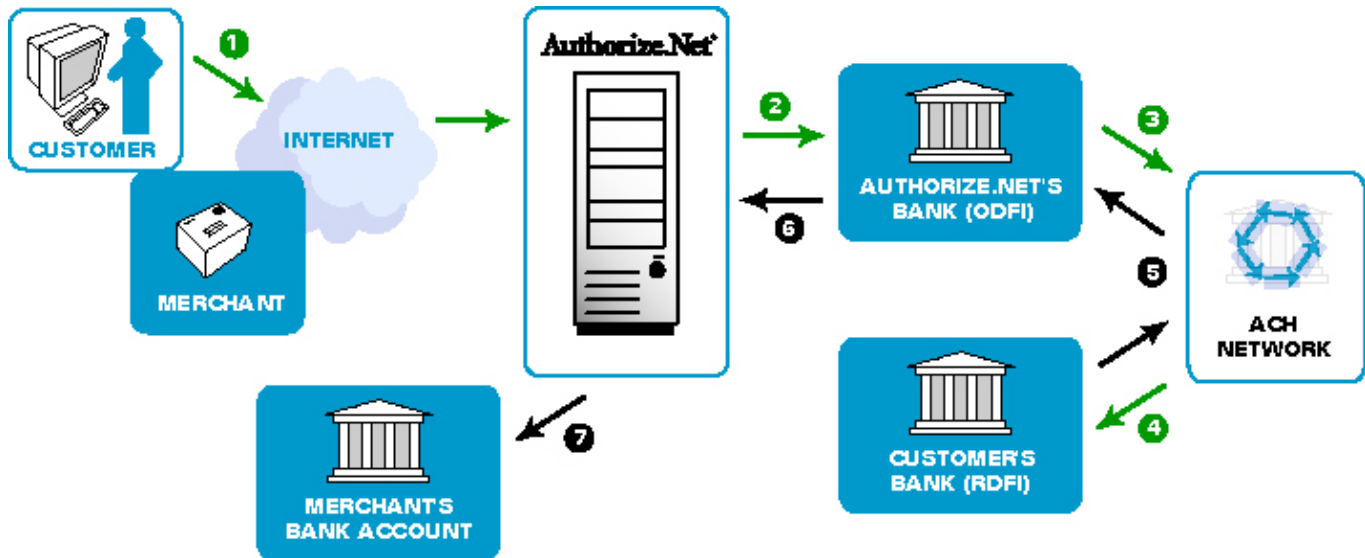 1
CUSTOMER
INTERNET
MERCHANT
Authorize.Net
2
6
AUTHORIZE.NET'S
BANK (ODFI)
3
5
ACH
NETWORK
4
CUSTOMER'S
BANK (RDFI)
7
MERCHANT'S
BANK ACCOUNT